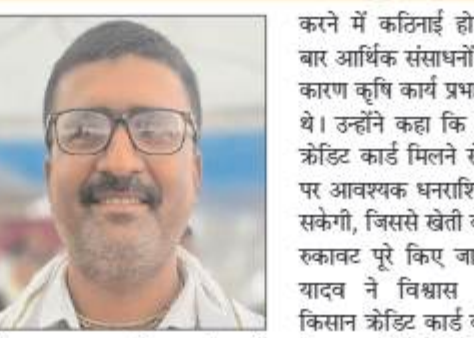 करने में कठिनाई हो
बार आर्थिक संसाधनों
कारण कृषि कार्य प्रभा
थे। उन्होंने कहा कि
क्रेडिट कार्ड मिलने
पर आवश्यक धनराशि
सकेगी, जिससे खेती
रुकावट पूरे किए जा
यादव ने विश्वास
किसान क्रेडिट कार्ड